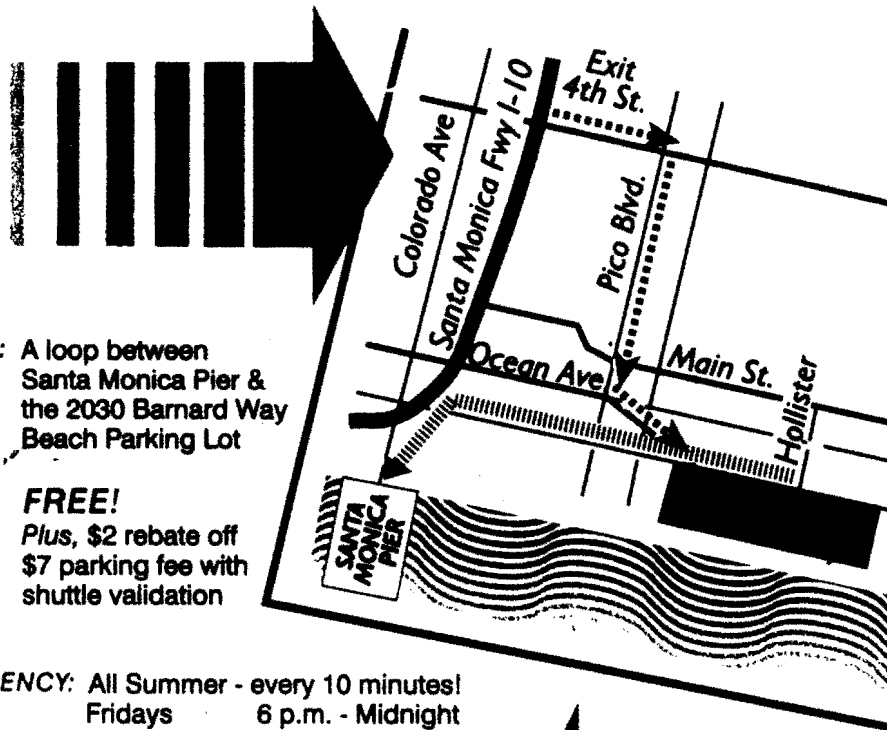 Exit
4th St.
Colorado Ave
Santa Monica Fwy I-10
Pico Blvd.
Ocean Ave
Main St.
Hollister
SANTA
MONICA
PIER
: A loop between
Santa Monica Pier &
the 2030 Barnard Way
Beach Parking Lot
FREE!
Plus, $2 rebate off
$7 parking fee with
shuttle validation
ENCY: All Summer - every 10 minutes!
Fridays 6 p.m. - Midnight